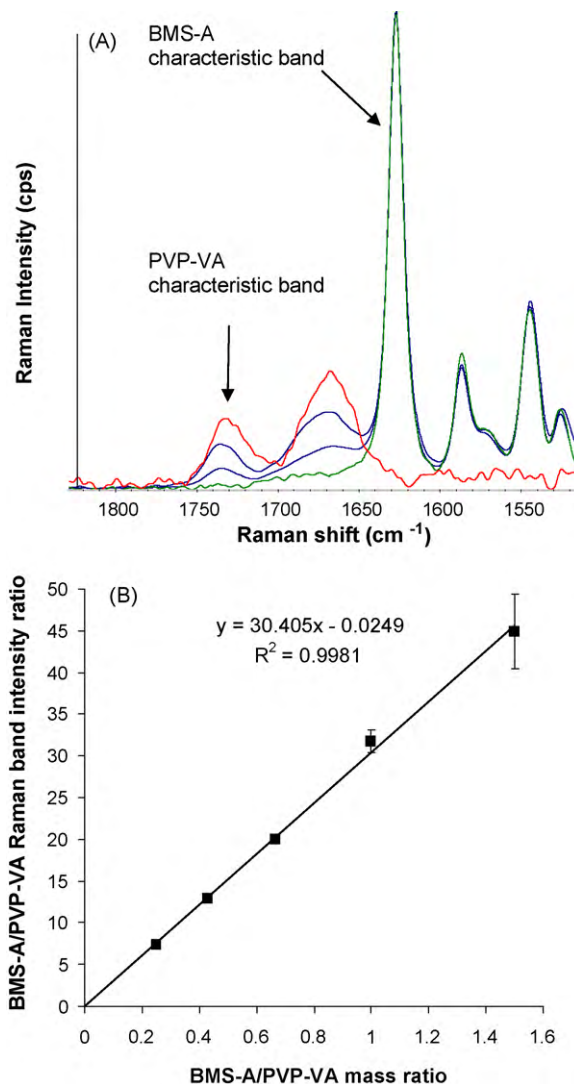 (A)
BMS-A
characteristic band
PVP-VA
characteristic band
Raman Intensity (cps)
1800 1750 1700 1650 1600 1550
Raman shift (cm -1)
(B)
y = 30.405x - 0.0249
R2 = 0.9981
BMS-A/PVP-VA Raman band intensity ratio
50
45
40
35
30
25
20
15
10
5
0
0 0.2 0.4 0.6 0.8 1 1.2 1.4 1.6
BMS-A/PVP-VA mass ratio